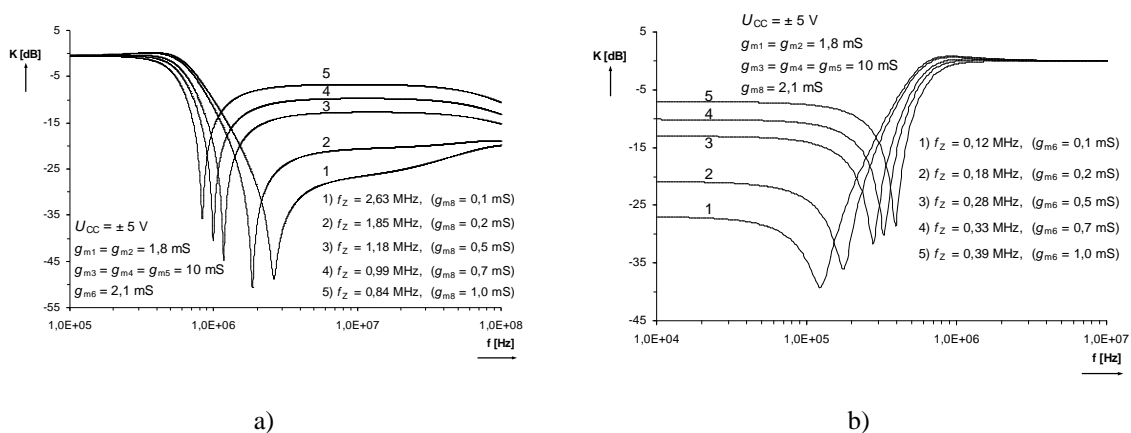 5
K [dB]
-5
-15
-25
-35
-45
-55
5
4
3
2
1
U_CC = ± 5 V
g_m1 = g_m2 = 1,8 mS
g_m3 = g_m4 = g_m5 = 10 mS
g_m6 = 2,1 mS
1) f_Z = 2,63 MHz, (g_m8 = 0,1 mS)
2) f_Z = 1,85 MHz, (g_m8 = 0,2 mS)
3) f_Z = 1,18 MHz, (g_m8 = 0,5 mS)
4) f_Z = 0,99 MHz, (g_m8 = 0,7 mS)
5) f_Z = 0,84 MHz, (g_m8 = 1,0 mS)
1,0E+05 1,0E+06 1,0E+07 1,0E+08
f [Hz]
a)
5
K [dB]
-5
-15
-25
-35
-45
U_CC = ± 5 V
g_m1 = g_m2 = 1,8 mS
g_m3 = g_m4 = g_m5 = 10 mS
g_m8 = 2,1 mS
5
4
3
2
1
1) f_Z = 0,12 MHz, (g_m6 = 0,1 mS)
2) f_Z = 0,18 MHz, (g_m6 = 0,2 mS)
3) f_Z = 0,28 MHz, (g_m6 = 0,5 mS)
4) f_Z = 0,33 MHz, (g_m6 = 0,7 mS)
5) f_Z = 0,39 MHz, (g_m6 = 1,0 mS)
1,0E+04 1,0E+05 1,0E+06 1,0E+07
f [Hz]
b)